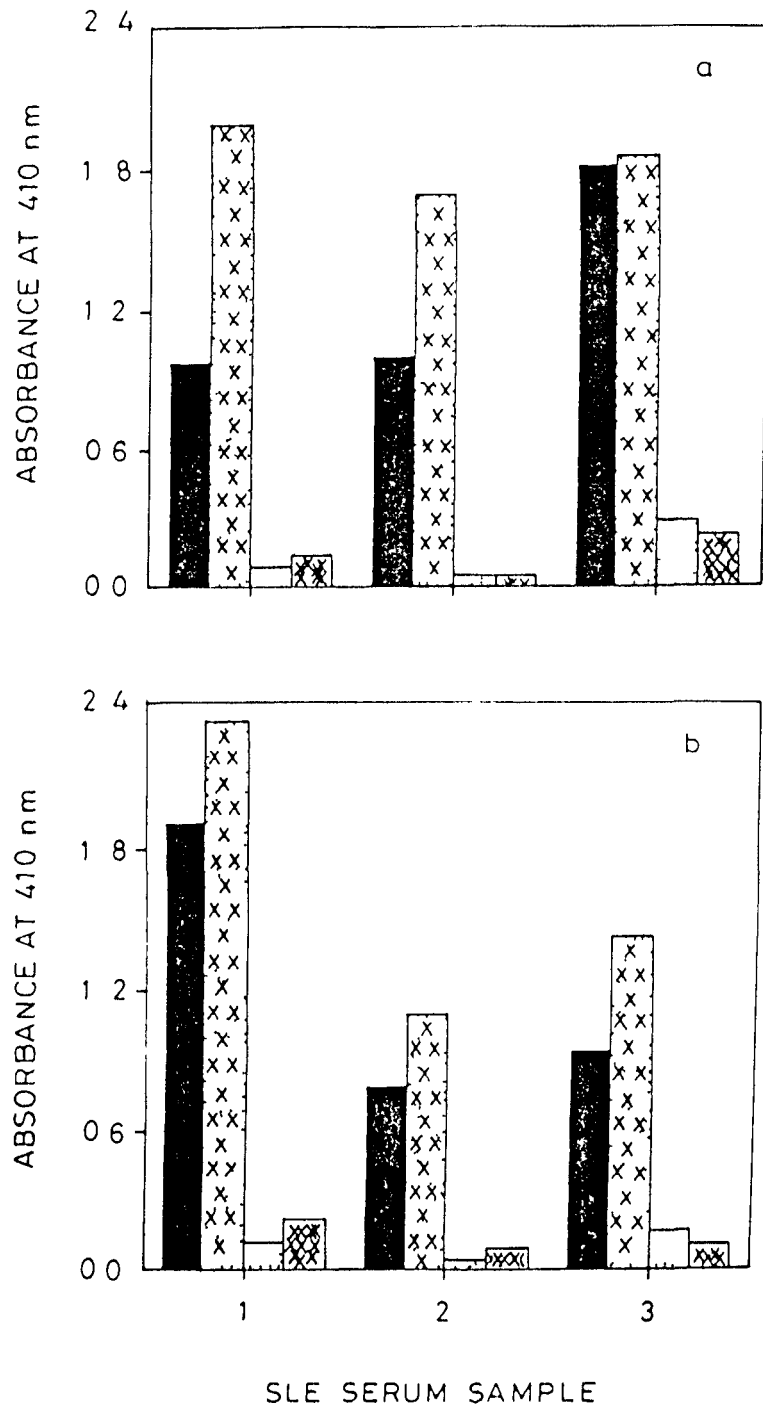 2 4
a
1 8
1 2
0 6
0 0
ABSORBANCE AT 410 nm
2 4
b
1 8
1 2
0 6
0 0
ABSORBANCE AT 410 nm
1 2 3
SLE SERUM SAMPLE